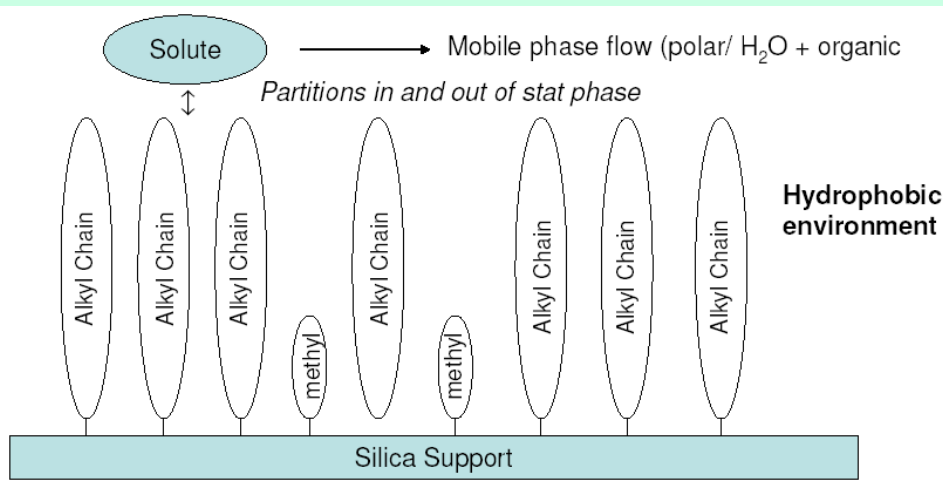 Solute
Mobile phase flow (polar/ H₂O + organic
Partitions in and out of stat phase
Alkyl Chain
Alkyl Chain
Alkyl Chain
methyl
Alkyl Chain
methyl
Alkyl Chain
Alkyl Chain
Alkyl Chain
Hydrophobic
environment
Silica Support